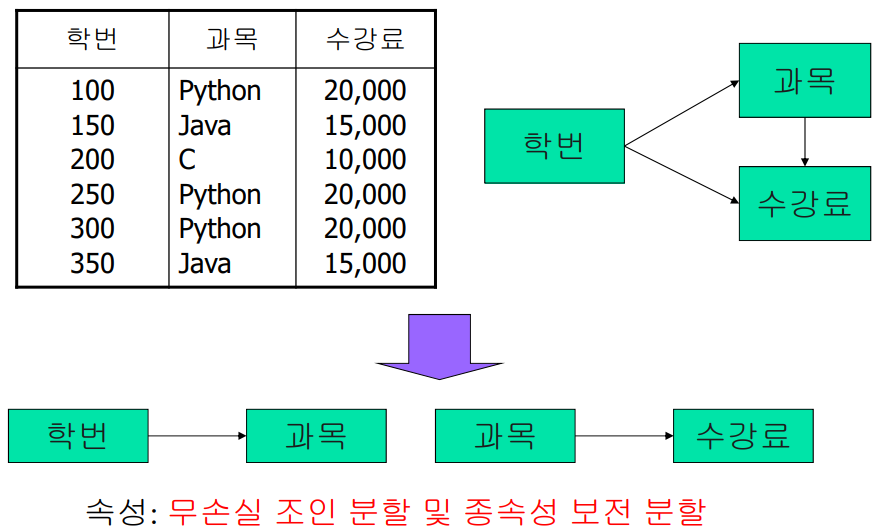 학번 과목 수강료
100 Python 20,000
150 Java 15,000
200 C 10,000
250 Python 20,000
300 Python 20,000
350 Java 15,000
학번
과목
수강료
학번 과목 과목 수강료
속성: 무손실 조인 분할 및 종속성 보전 분할